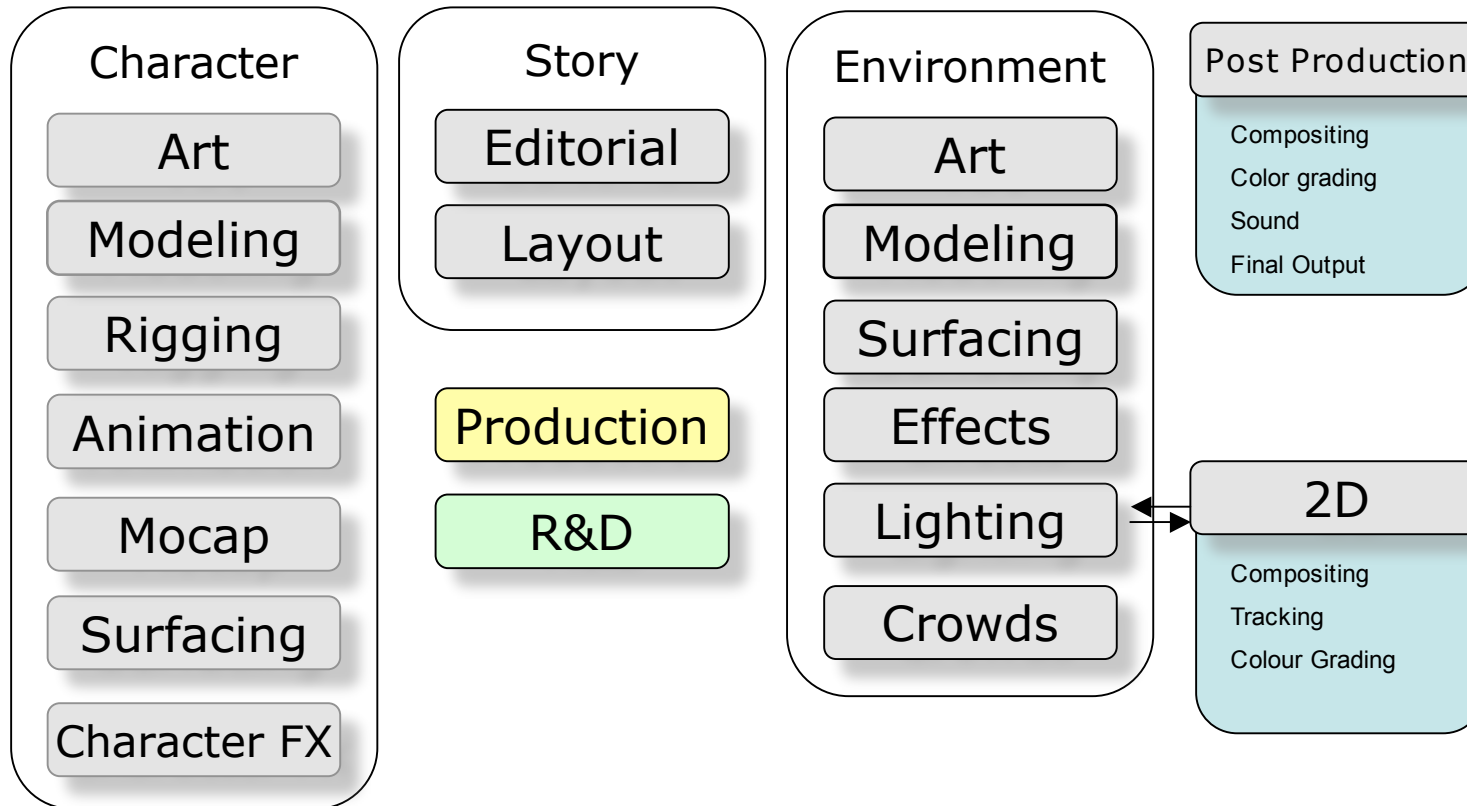 Character
Art
Modeling
Rigging
Animation
Mocap
Surfacing
Character FX
Story
Editorial
Layout
Production
R&D
Environment
Art
Modeling
Surfacing
Effects
Lighting
Crowds
Post Production
Compositing
Color grading
Sound
Final Output
2D
Compositing
Tracking
Colour Grading